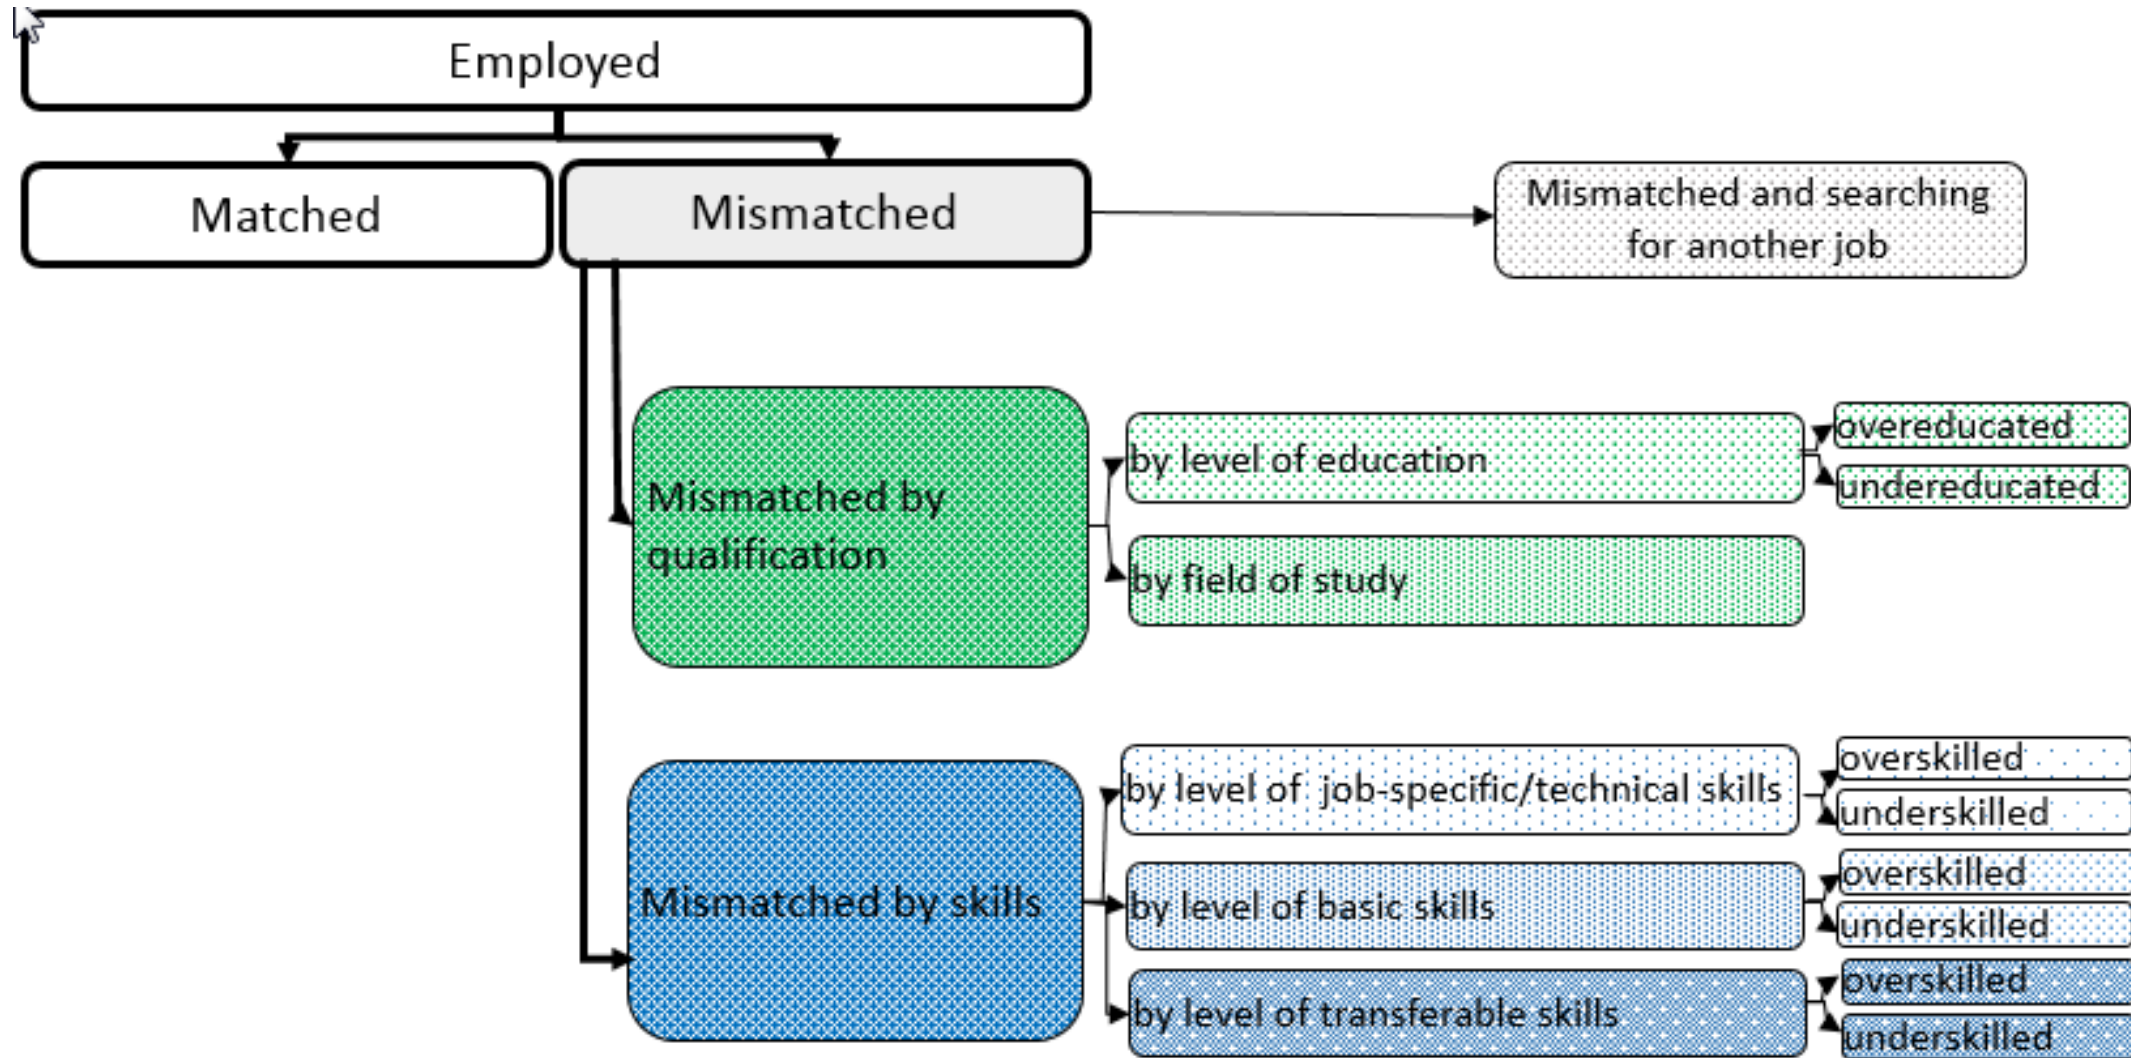 Employed
Matched
Mismatched
Mismatched and searching
for another job
Mismatched by
qualification
by level of education
overeducated
undereducated
by field of study
Mismatched by skills
by level of  job-specific/technical skills
overskilled
underskilled
by level of basic skills
overskilled
underskilled
by level of transferable skills
overskilled
underskilled